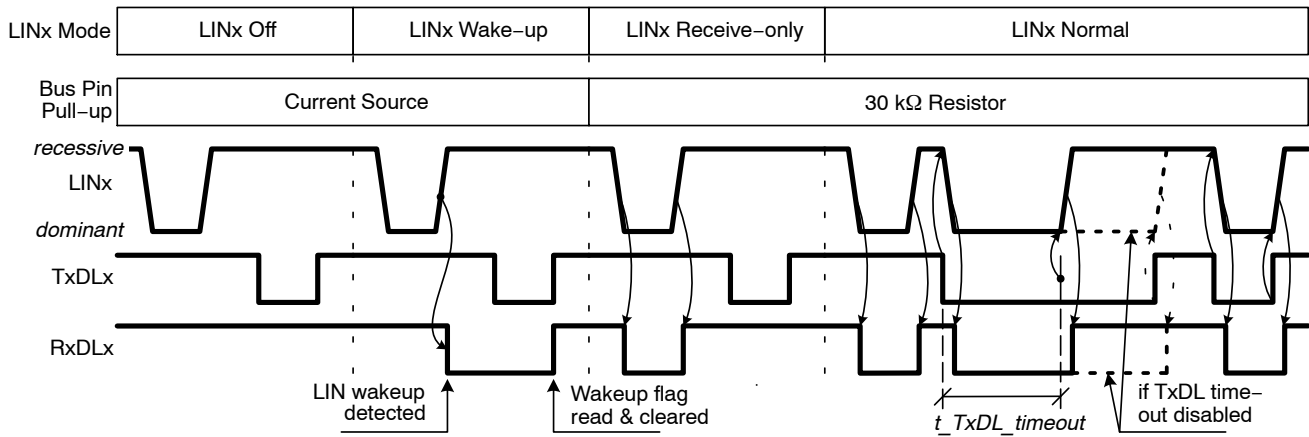 LINx Mode
LINx Off
LINx Wake−up
LINx Receive−only
LINx Normal
Bus Pin
Pull−up
Current Source
30 kΩ Resistor
recessive
LINx
dominant
TxDLx
RxDLx
LIN wakeup
detected
Wakeup flag
read & cleared
t_TxDL_timeout
if TxDL time−
out disabled